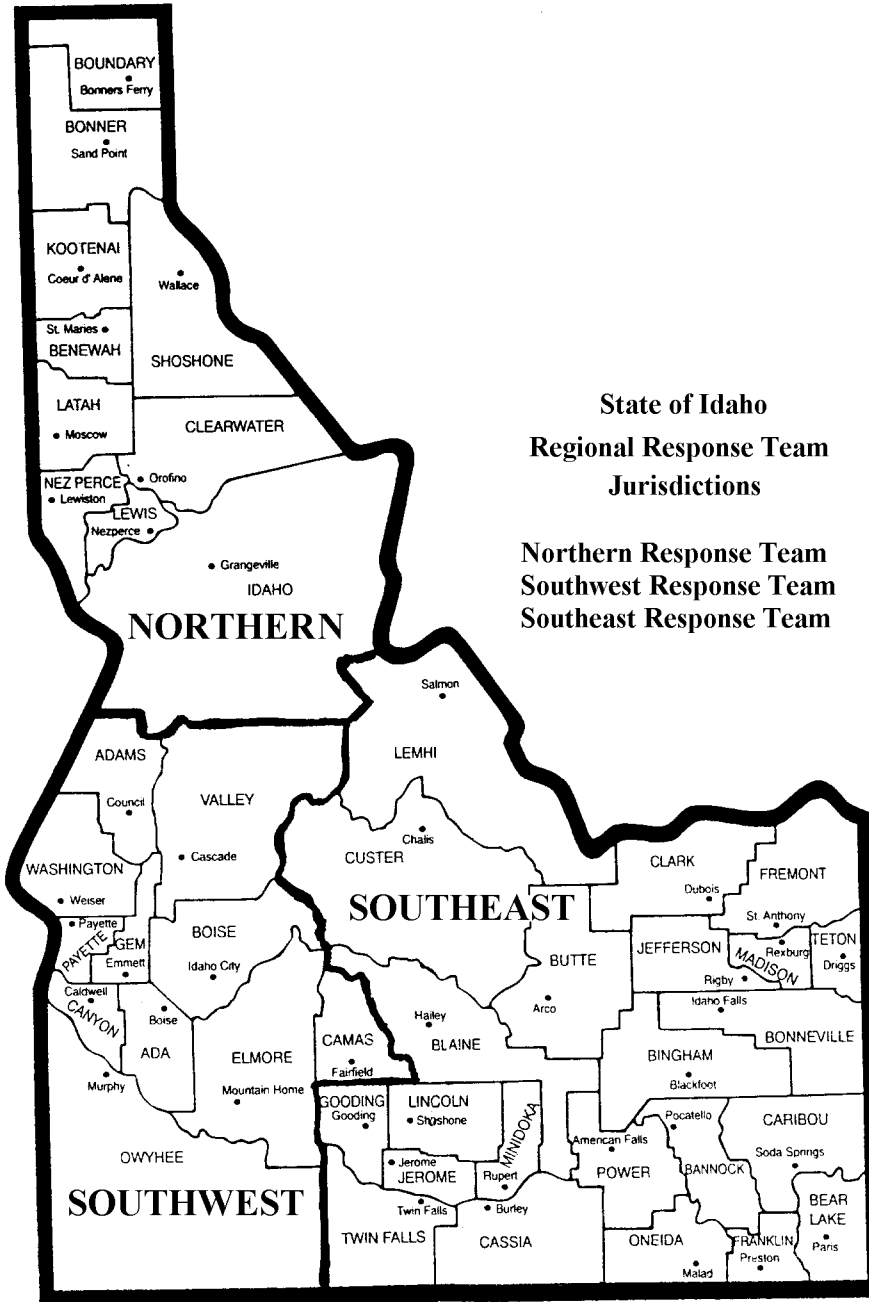 BOUNDARY
Bonners Ferry
BONNER
Sand Point
KOOTENAI
Coeur d' Alene
Wallace
St. Maries
BENEWAH
SHOSHONE
LATAH
Moscow
CLEARWATER
NEZ PERCE
Lewiston
Orofino
LEWIS
Nezperce
Grangeville
IDAHO
NORTHERN
State of Idaho
Regional Response Team
Jurisdictions
Northern Response Team
Southwest Response Team
Southeast Response Team
Salmon
LEMHI
ADAMS
Council
VALLEY
Cascade
WASHINGTON
Weiser
Payette
PAYETTE
GEM
Emmett
BOISE
Idaho City
Caldwell
CANYON
Boise
ADA
Murphy
ELMORE
Mountain Home
CAMAS
Fairfield
OWYHEE
SOUTHWEST
Chalis
CUSTER
SOUTHEAST
CLARK
Dubois
FREMONT
St. Anthony
BUTTE
Arco
JEFFERSON
Rigby
MADISON
Rexburg
TETON
Driggs
Hailey
BLAINE
Idaho Falls
BONNEVILLE
BINGHAM
Blackfoot
GOODING
Gooding
LINCOLN
Shoshone
MINIDOKA
Jerome
JEROME
Rupert
American Falls
POWER
Pocatello
BANNOCK
CARIBOU
Soda Springs
Twin Falls
TWIN FALLS
Burley
CASSIA
ONEIDA
Malad
FRANKLIN
Preston
BEAR
LAKE
Paris